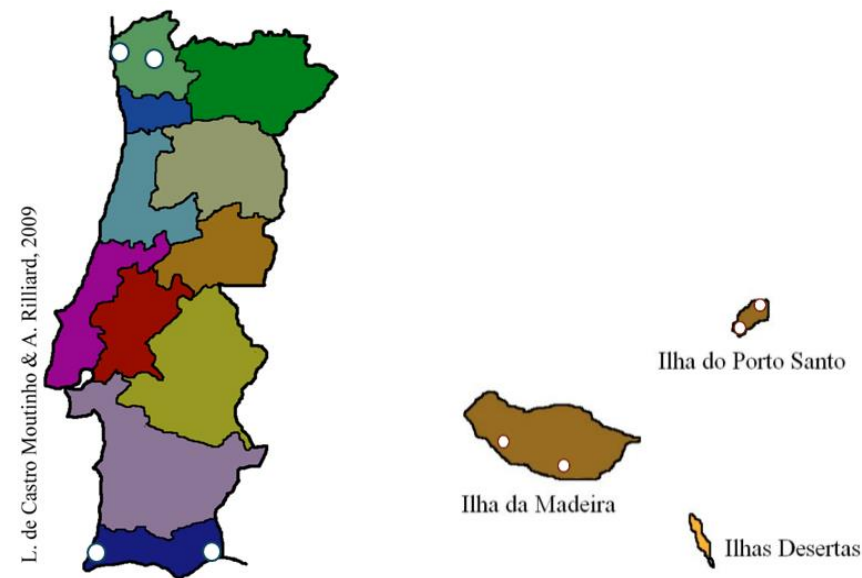 L. de Castro Moutinho & A. Rilliard, 2009
Ilha do Porto Santo
Ilha da Madeira
Ilhas Desertas